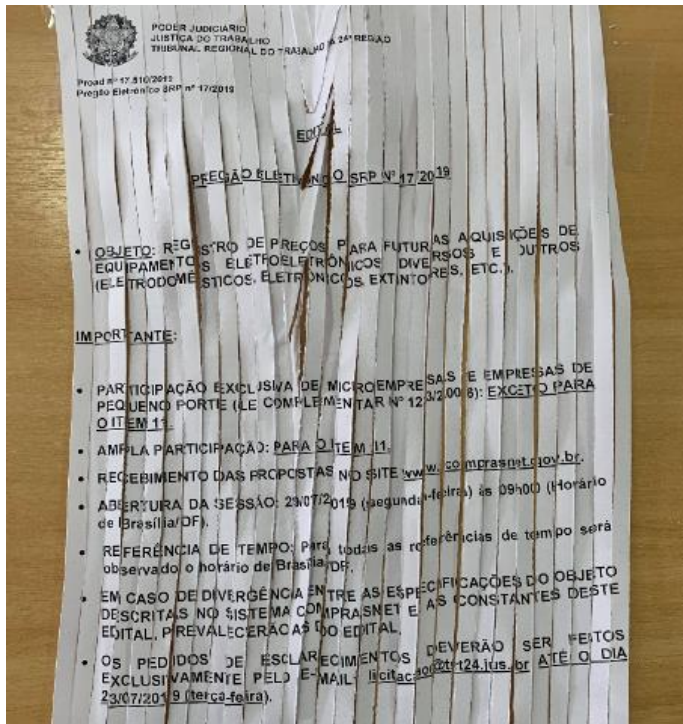 PODER JUDICIÁRIO
JUSTIÇA DO TRABALHO
TRIBUNAL REGIONAL DO TRABALHO DA 24ª REGIÃO
Proad nº 17.510/2019
Pregão Eletrônico SRP nº 17/2019
EDITAL
PREGÃO ELETRÔNICO SRP Nº 17/2019
• OBJETO: REGISTRO DE PREÇOS PARA FUTURAS AQUISIÇÕES DE
EQUIPAMENTOS ELETROELETRÔNICOS DIVERSOS E OUTROS
(ELETRODOMÉSTICOS, ELETRÔNICOS EXTINTORES, ETC.).
IMPORTANTE:
• PARTICIPAÇÃO EXCLUSIVA DE MICROEMPRESAS E EMPRESAS DE
PEQUENO PORTE (LEI COMPLEMENTAR Nº 123/2006): EXCETO PARA
O ITEM 11.
• AMPLA PARTICIPAÇÃO: PARA O ITEM 11.
• RECEBIMENTO DAS PROPOSTAS NO SITE www.comprasnet.gov.br.
• ABERTURA DA SESSÃO: 29/07/2019 (segunda-feira) às 09h00 (Horário
de Brasília/DF).
• REFERÊNCIA DE TEMPO: Para todas as referências de tempo será
observado o horário de Brasília/DF.
• EM CASO DE DIVERGÊNCIA ENTRE AS ESPECIFICAÇÕES DO OBJETO
DESCRITAS NO SISTEMA COMPRASNET E AS CONSTANTES DESTE
EDITAL, PREVALECERÃO AS DO EDITAL.
• OS PEDIDOS DE ESCLARECIMENTOS DEVERÃO SER FEITOS
EXCLUSIVAMENTE PELO E-MAIL: licitacao@trt24.jus.br ATÉ O DIA
23/07/2019 (terça-feira).